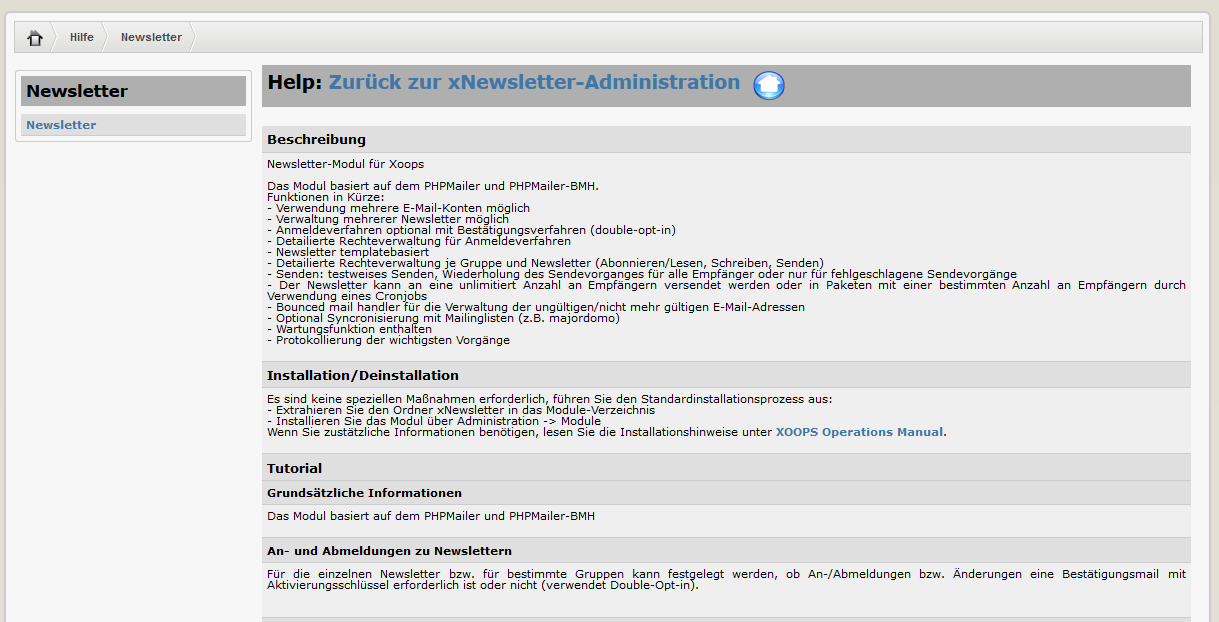 Hilfe Newsletter
Newsletter
Newsletter
Help: Zurück zur xNewsletter-Administration
Beschreibung
Newsletter-Modul für Xoops
Das Modul basiert auf dem PHPMailer und PHPMailer-BMH.
Funktionen in Kürze:
- Verwendung mehrere E-Mail-Konten möglich
- Verwaltung mehrerer Newsletter möglich
- Anmeldeverfahren optional mit Bestätigungsverfahren (double-opt-in)
- Detailierte Rechteverwaltung für Anmeldeverfahren
- Newsletter templatebasiert
- Detailierte Rechteverwaltung je Gruppe und Newsletter (Abonnieren/Lesen, Schreiben, Senden)
- Senden: testweises Senden, Wiederholung des Sendevorganges für alle Empfänger oder nur für fehlgeschlagene Sendevorgänge
- Der Newsletter kann an eine unlimitiert Anzahl an Empfängern versendet werden oder in Paketen mit einer bestimmten Anzahl an Empfängern durch
Verwendung eines Cronjobs
- Bounced mail handler für die Verwaltung der ungültigen/nicht mehr gültigen E-Mail-Adressen
- Optional Syncronisierung mit Mailinglisten (z.B. majordomo)
- Wartungsfunktion enthalten
- Protokollierung der wichtigsten Vorgänge
Installation/Deinstallation
Es sind keine speziellen Maßnahmen erforderlich, führen Sie den Standardinstallationsprozess aus:
- Extrahieren Sie den Ordner xNewsletter in das Module-Verzeichnis
- Installieren Sie das Modul über Administration -> Module
Wenn Sie zustätzliche Informationen benötigen, lesen Sie die Installationshinweise unter XOOPS Operations Manual.
Tutorial
Grundsätzliche Informationen
Das Modul basiert auf dem PHPMailer und PHPMailer-BMH
An- und Abmeldungen zu Newslettern
Für die einzelnen Newsletter bzw. für bestimmte Gruppen kann festgelegt werden, ob An-/Abmeldungen bzw. Änderungen eine Bestätigungsmail mit
Aktivierungsschlüssel erforderlich ist oder nicht (verwendet Double-Opt-in).